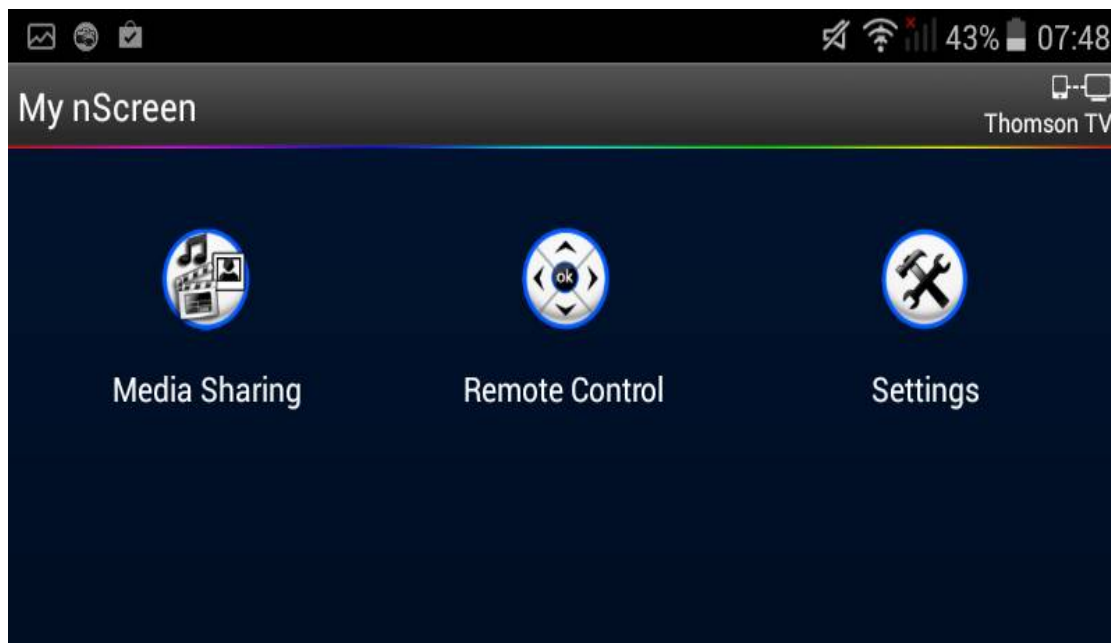 43% 07:48
My nScreen
Thomson TV
ok
Media Sharing Remote Control Settings